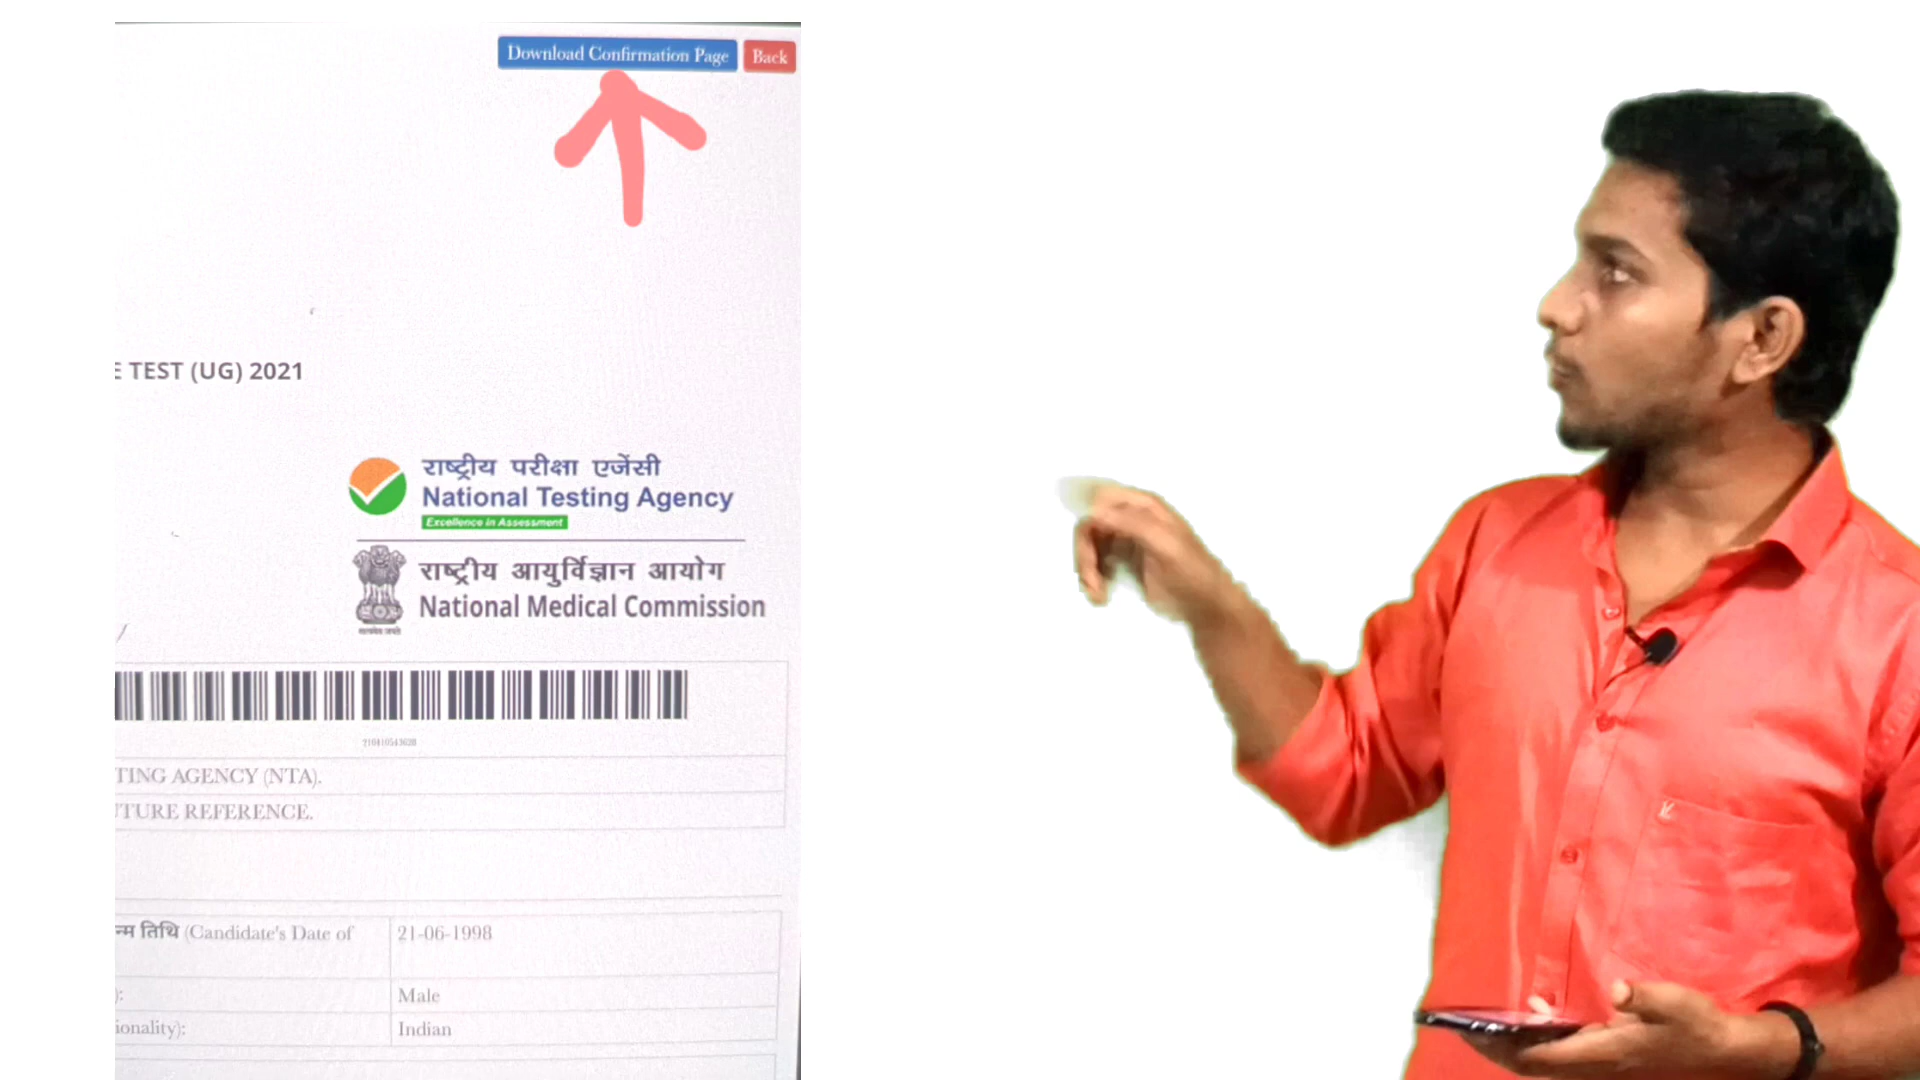 Download Confirmation Page Back
E TEST (UG) 2021
राष्ट्रीय परीक्षा एजेंसी
National Testing Agency
Excellence in Assessment
राष्ट्रीय आयुर्विज्ञान आयोग
National Medical Commission
TING AGENCY (NTA).
TURE REFERENCE.
न्म तिथि (Candidate's Date of
21-06-1998
):
Male
ionality):
Indian